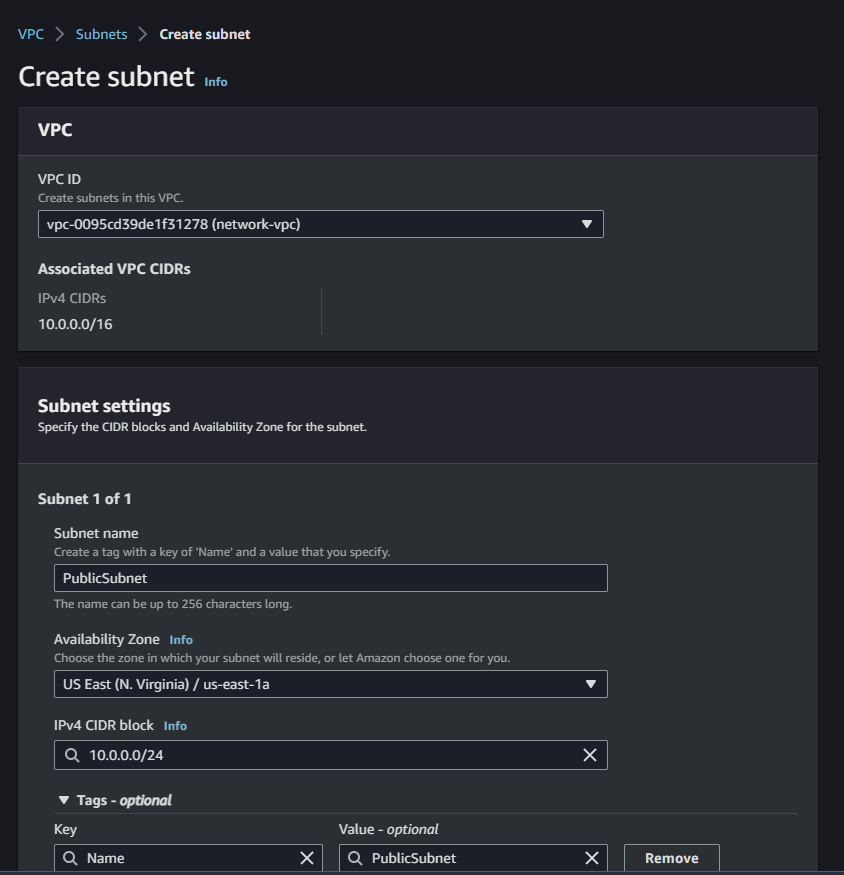 VPC > Subnets > Create subnet
Create subnet Info
VPC
VPC ID
Create subnets in this VPC.
vpc-0095cd39de1f31278 (network-vpc)
Associated VPC CIDRs
IPv4 CIDRs
10.0.0.0/16
Subnet settings
Specify the CIDR blocks and Availability Zone for the subnet.
Subnet 1 of 1
Subnet name
Create a tag with a key of 'Name' and a value that you specify.
PublicSubnet
The name can be up to 256 characters long.
Availability Zone Info
Choose the zone in which your subnet will reside, or let Amazon choose one for you.
US East (N. Virginia) / us-east-1a
IPv4 CIDR block Info
10.0.0.0/24
Tags - optional
Key Value - optional
Name PublicSubnet Remove